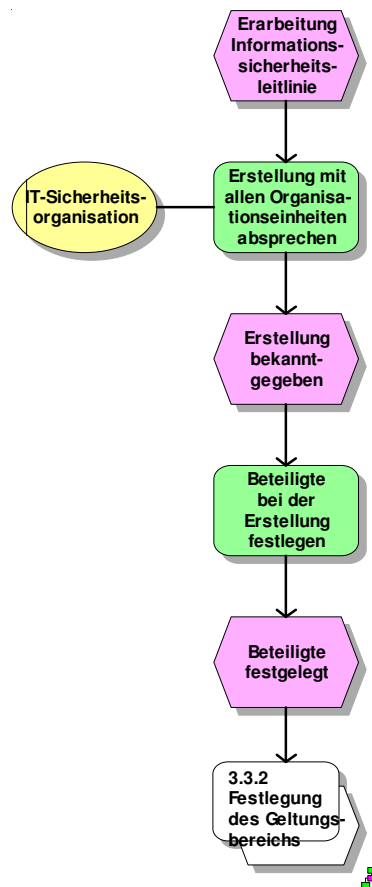 Erarbeitung
Informations-
sicherheits-
leitlinie
IT-Sicherheits-
organisation
Erstellung mit
allen Organisa-
tionseinheiten
absprechen
Erstellung
bekannt-
gegeben
Beteiligte
bei der
Erstellung
festlegen
Beteiligte
festgelegt
3.3.2
Festlegung
des Geltungs-
bereichs